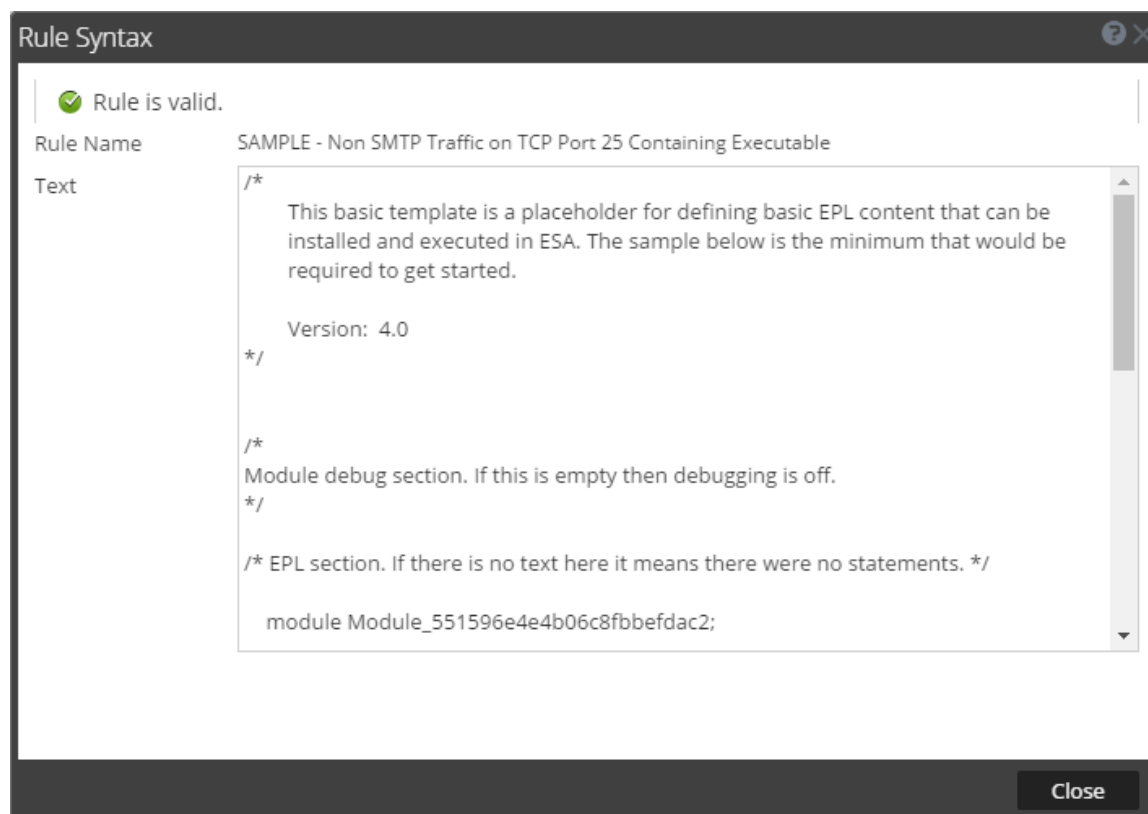 Rule Syntax
Rule is valid.
Rule Name SAMPLE - Non SMTP Traffic on TCP Port 25 Containing Executable
Text
/*
This basic template is a placeholder for defining basic EPL content that can be
installed and executed in ESA. The sample below is the minimum that would be
required to get started.
Version: 4.0
*/
/*
Module debug section. If this is empty then debugging is off.
*/
/* EPL section. If there is no text here it means there were no statements. */
module Module_551596e4e4b06c8fbbefdac2;
Close